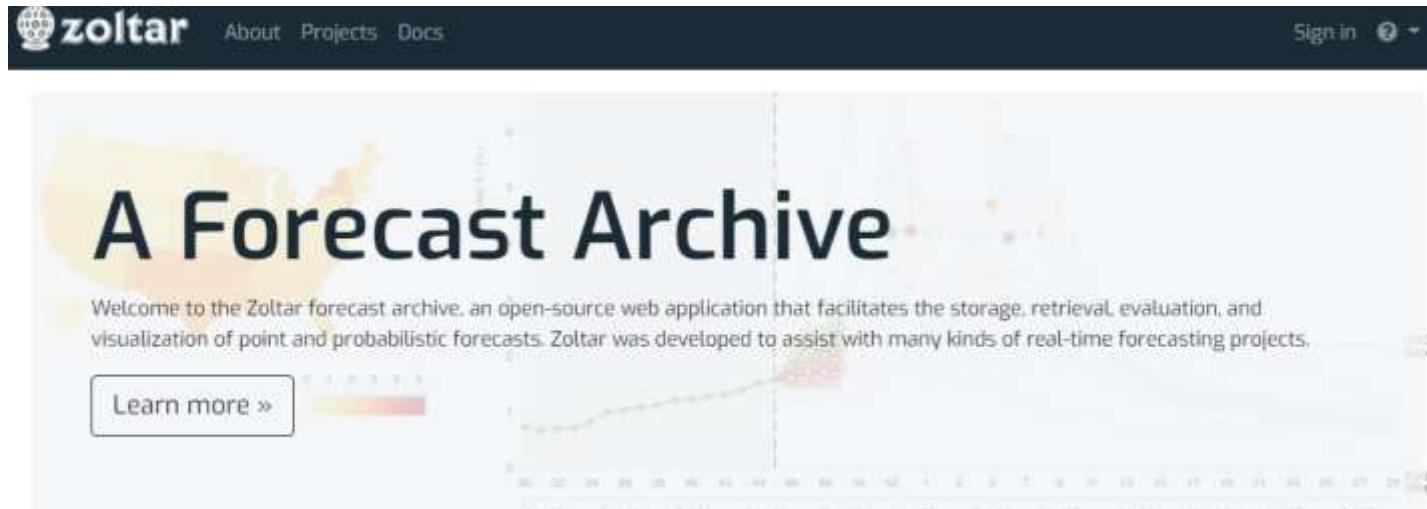 zoltar About Projects Docs Sign in
A Forecast Archive
Welcome to the Zoltar forecast archive, an open-source web application that facilitates the storage, retrieval, evaluation, and
visualization of point and probabilistic forecasts. Zoltar was developed to assist with many kinds of real-time forecasting projects.
Learn more »